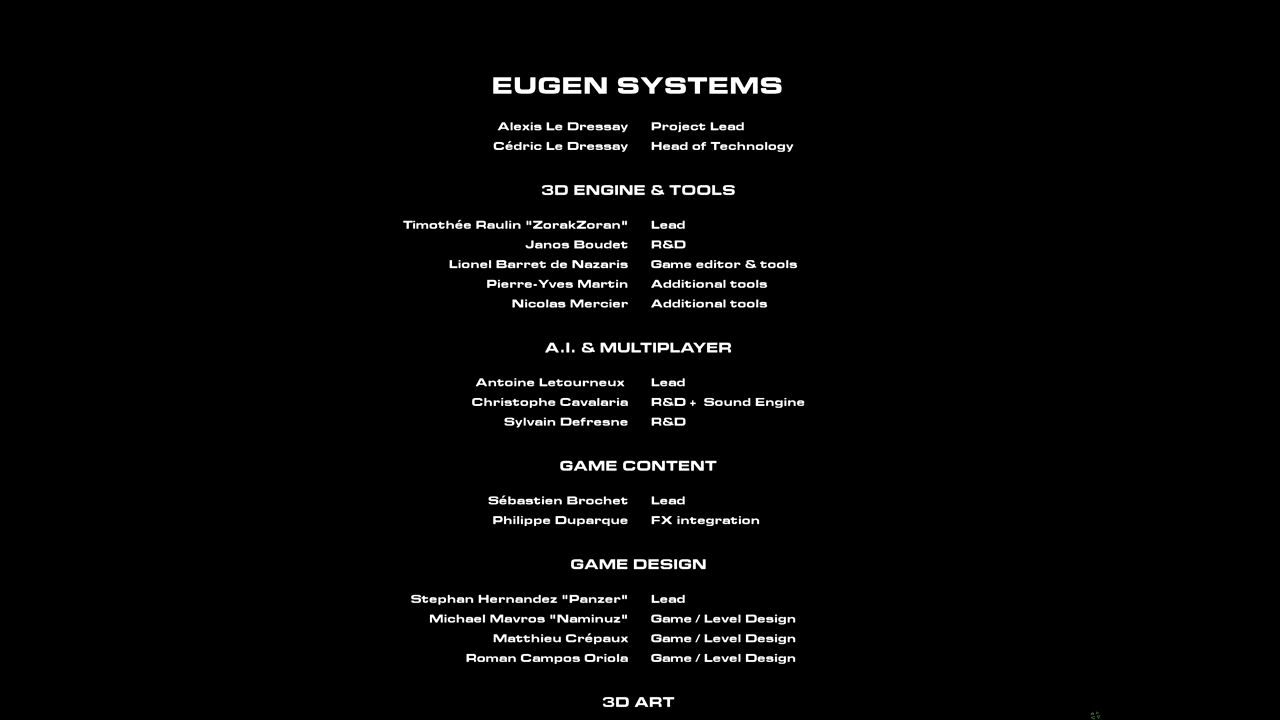 EUGEN SYSTEMS
Alexis Le Dressay Project Lead
Cédric Le Dressay Head of Technology
3D ENGINE & TOOLS
Timothée Raulin "ZorakZoran" Lead
Janos Boudet R&D
Lionel Barret de Nazaris Game editor & tools
Pierre-Yves Martin Additional tools
Nicolas Mercier Additional tools
A.I. & MULTIPLAYER
Antoine Letourneux Lead
Christophe Cavalaria R&D + Sound Engine
Sylvain Defresne R&D
GAME CONTENT
Sébastien Brochet Lead
Philippe Duparque FX integration
GAME DESIGN
Stephan Hernandez "Panzer" Lead
Michael Mavros "Naminuz" Game / Level Design
Matthieu Crépaux Game / Level Design
Roman Campos Oriola Game / Level Design
3D ART